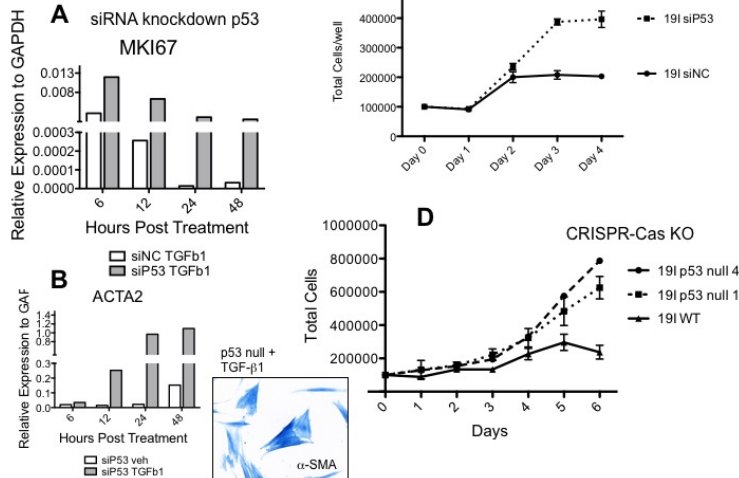 A
siRNA knockdown p53
MKI67
Relative Expression to GAPDH
0.013
0.008
0.0003
0.0002
0.0001
0.0000
6
12
24
48
Hours Post Treatment
siNC TGFb1
siP53 TGFb1
Total Cells/well
400000
300000
200000
100000
0
Day 0
Day 1
Day 2
Day 3
Day 4
19I siP53
19I siNC
B
ACTA2
Relative Expression to GAF
1.4
1.2
1.0
0.8
0.3
0.2
0.1
0.0
6
12
24
48
Hours Post Treatment
siP53 veh
siP53 TGFb1
p53 null +
TGF-β1
α-SMA
D
CRISPR-Cas KO
Total Cells
1000000
800000
600000
400000
200000
0
1
2
3
4
5
6
Days
19I p53 null 4
19I p53 null 1
19I WT